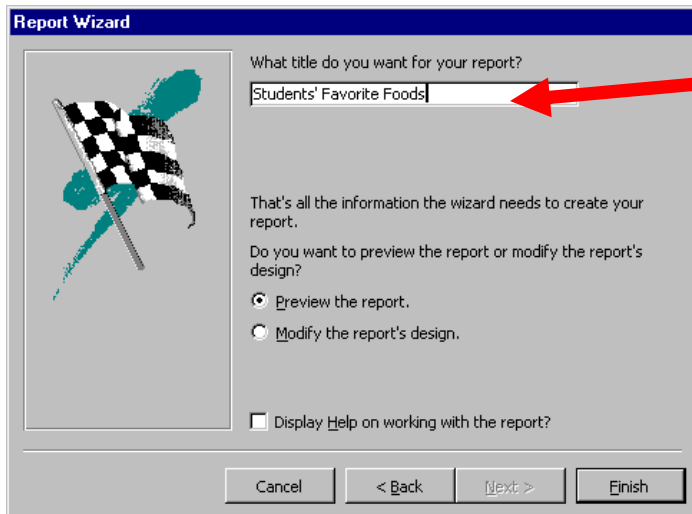 Report Wizard
What title do you want for your report?
Students' Favorite Foods
That's all the information the wizard needs to create your
report.
Do you want to preview the report or modify the report's
design?
Preview the report.
Modify the report's design.
Display Help on working with the report?
Cancel
< Back
Next >
Finish